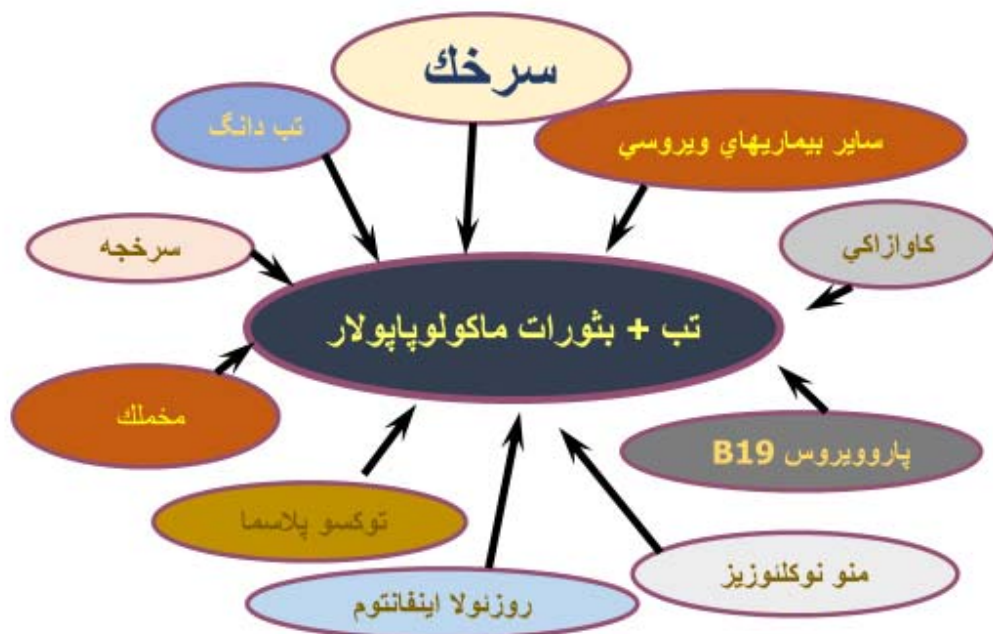 سرخك
تب دانگ
ساير بيماريهاي ويروسي
سرخجه
كاوازاكي
تب + بثورات ماكولوپاپولار
مخملك
پاروويروس B19
توكسو پلاسما
منو نوكلئوزيز
روزئولا اينفانتوم